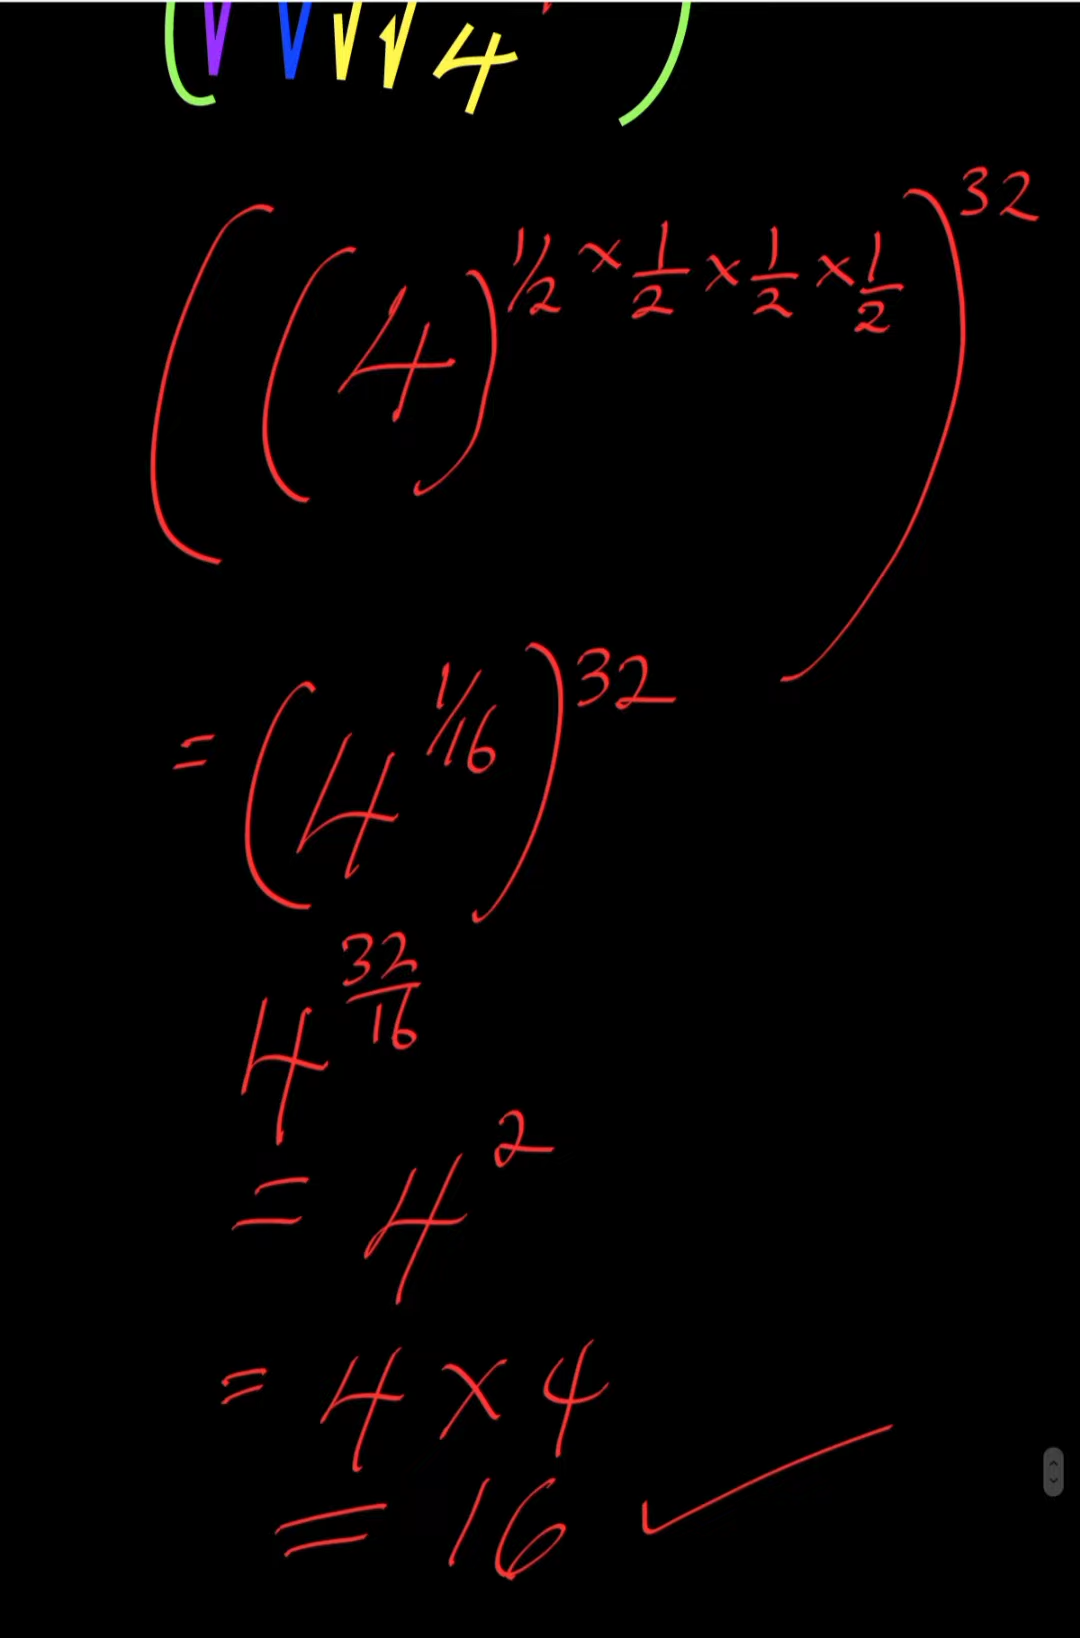 (√√√√4)
((4)^1/2 × 1/2 × 1/2 × 1/2)^32
= (4^1/16)^32
4^32/16
= 4^2
= 4 × 4
= 16 ✓